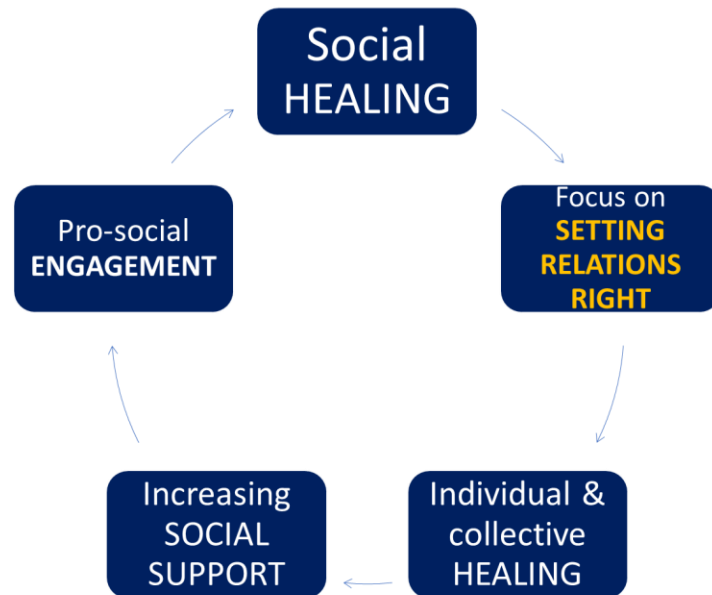 Social
HEALING
Focus on
SETTING
RELATIONS
RIGHT
Individual &
collective
HEALING
Increasing
SOCIAL
SUPPORT
Pro-social
ENGAGEMENT